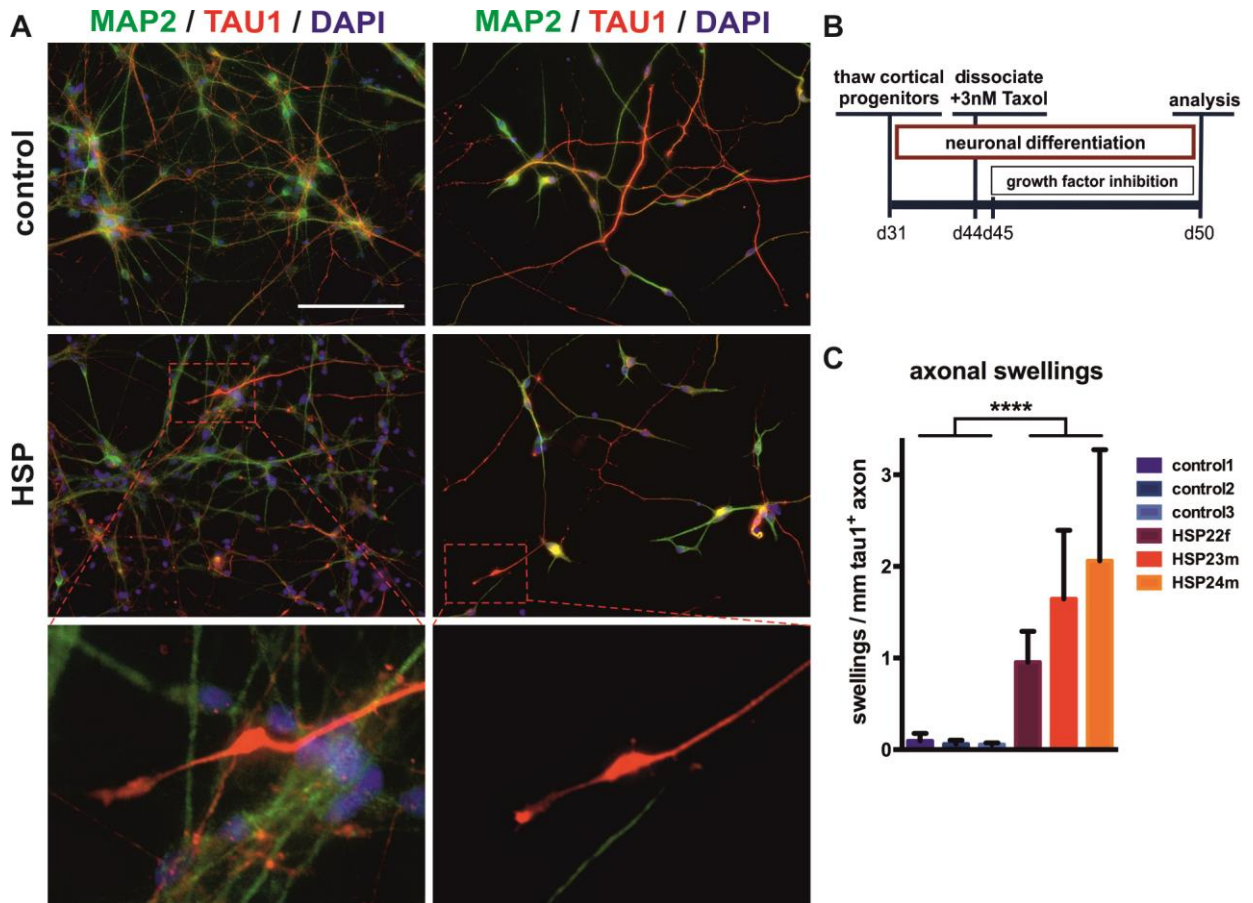 A
MAP2 / TAU1 / DAPI
MAP2 / TAU1 / DAPI
control
HSP
B
thaw cortical
progenitors
dissociate
+3nM Taxol
analysis
neuronal differentiation
growth factor inhibition
d31
d44d45
d50
C
axonal swellings
****
swellings / mm tau1+ axon
3
2
1
0
control1
control2
control3
HSP22f
HSP23m
HSP24m